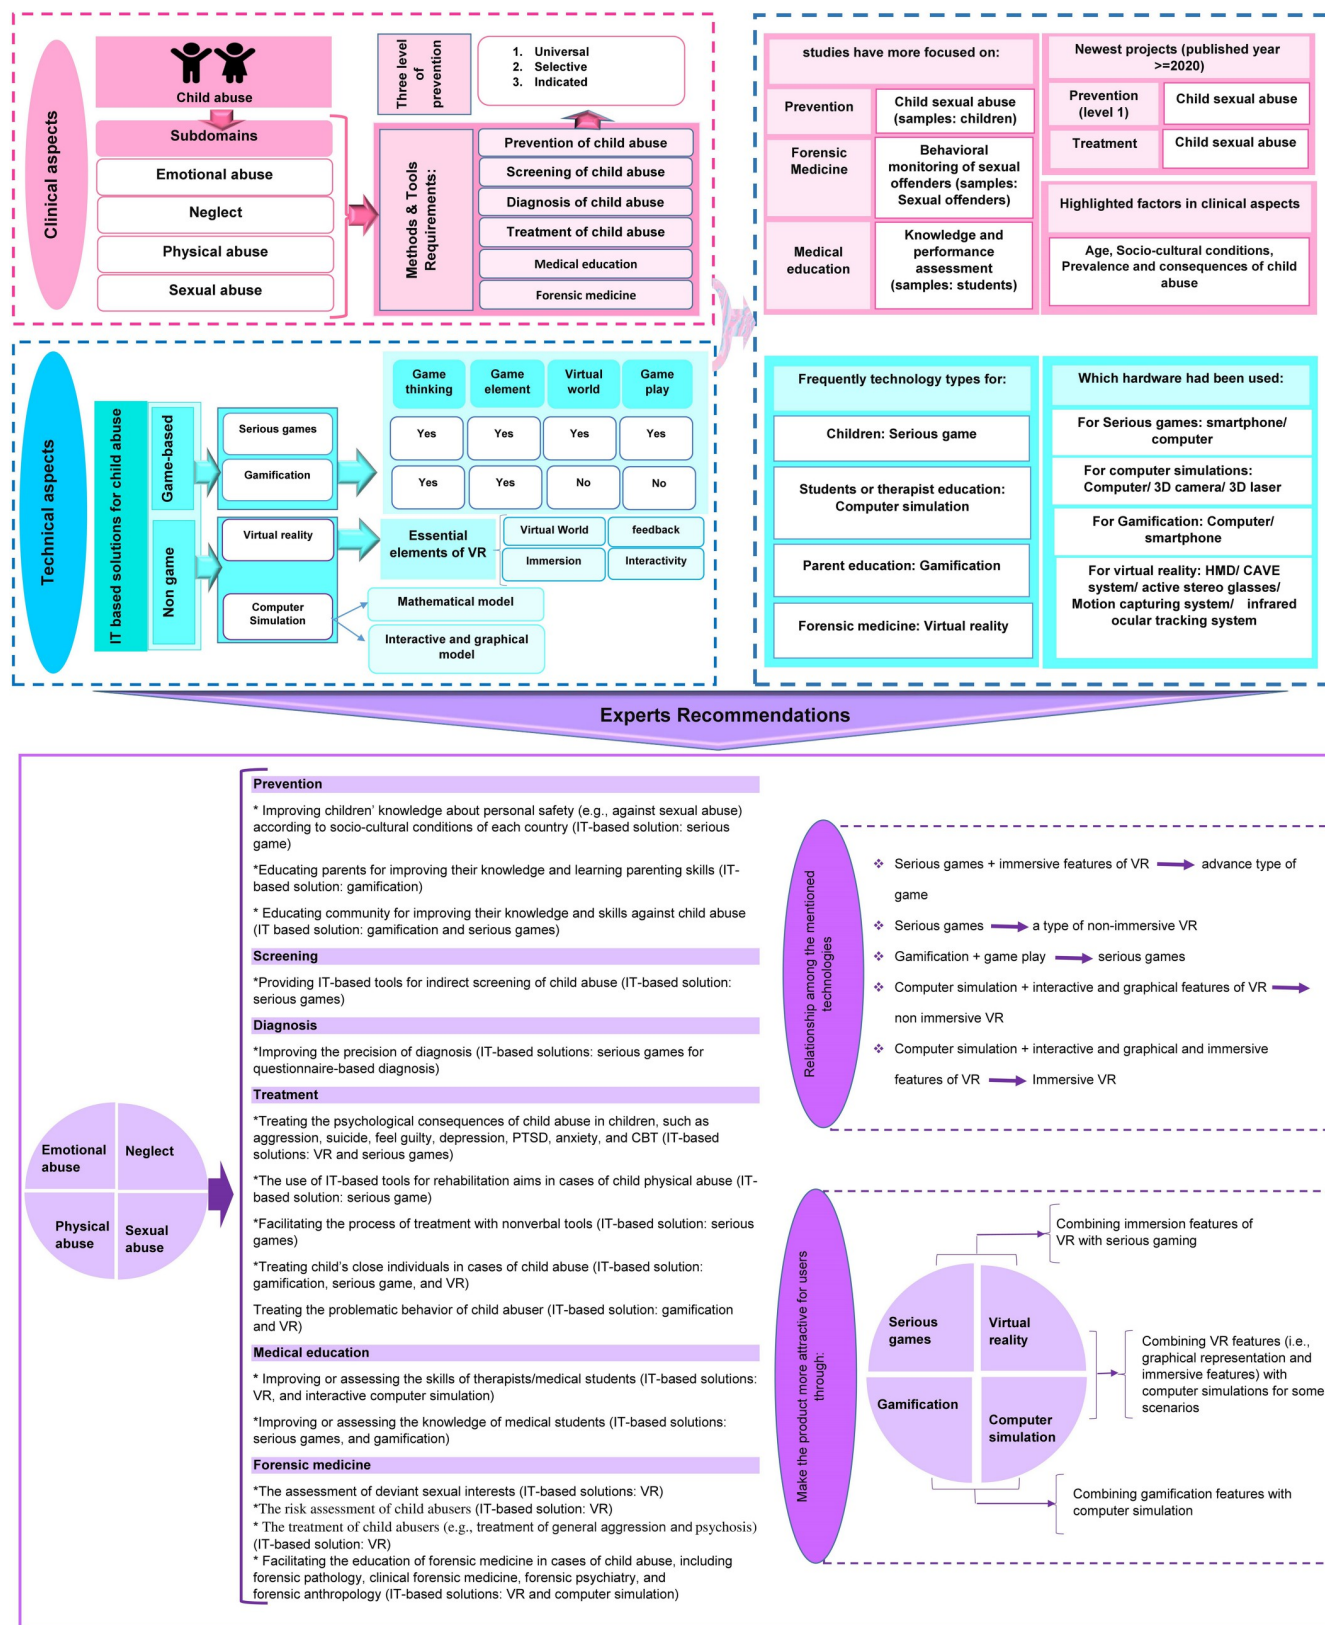 Clinical aspects
Child abuse
Subdomains
Emotional abuse
Neglect
Physical abuse
Sexual abuse
Three level
of
prevention
1. Universal
2. Selective
3. Indicated
Methods & Tools
Requirements:
Prevention of child abuse
Screening of child abuse
Diagnosis of child abuse
Treatment of child abuse
Medical education
Forensic medicine
studies have more focused on:
Prevention
Child sexual abuse
(samples: children)
Forensic
Medicine
Behavioral
monitoring of sexual
offenders (samples:
Sexual offenders)
Medical
education
Knowledge and
performance
assessment
(samples: students)
Newest projects (published year
>=2020)
Prevention
(level 1)
Child sexual abuse
Treatment
Child sexual abuse
Highlighted factors in clinical aspects
Age, Socio-cultural conditions,
Prevalence and consequences of child
abuse
Technical aspects
IT based solutions for child abuse
Game-based
Non game
Serious games
Gamification
Virtual reality
Computer
Simulation
Game
thinking
Game
element
Virtual
world
Game
play
Yes
Yes
Yes
Yes
Yes
Yes
No
No
Essential
elements of VR
Virtual World
feedback
Immersion
Interactivity
Mathematical model
Interactive and graphical
model
Frequently technology types for:
Children: Serious game
Students or therapist education:
Computer simulation
Parent education: Gamification
Forensic medicine: Virtual reality
Which hardware had been used:
For Serious games: smartphone/
computer
For computer simulations:
Computer/ 3D camera/ 3D laser
For Gamification: Computer/
smartphone
For virtual reality: HMD/ CAVE
system/ active stereo glasses/
Motion capturing system/ infrared
ocular tracking system
Experts Recommendations
Emotional
abuse
Neglect
Physical
abuse
Sexual
abuse
Prevention
* Improving children' knowledge about personal safety (e.g., against sexual abuse)
according to socio-cultural conditions of each country (IT-based solution: serious
game)
*Educating parents for improving their knowledge and learning parenting skills (IT-
based solution: gamification)
* Educating community for improving their knowledge and skills against child abuse
(IT based solution: gamification and serious games)
Screening
*Providing IT-based tools for indirect screening of child abuse (IT-based solution:
serious games)
Diagnosis
*Improving the precision of diagnosis (IT-based solutions: serious games for
questionnaire-based diagnosis)
Treatment
*Treating the psychological consequences of child abuse in children, such as
aggression, suicide, feel guilty, depression, PTSD, anxiety, and CBT (IT-based
solutions: VR and serious games)
*The use of IT-based tools for rehabilitation aims in cases of child physical abuse (IT-
based solution: serious game)
*Facilitating the process of treatment with nonverbal tools (IT-based solution: serious
games)
*Treating child's close individuals in cases of child abuse (IT-based solution:
gamification, serious game, and VR)
Treating the problematic behavior of child abuser (IT-based solution: gamification
and VR)
Medical education
* Improving or assessing the skills of therapists/medical students (IT-based solutions:
VR, and interactive computer simulation)
*Improving or assessing the knowledge of medical students (IT-based solutions:
serious games, and gamification)
Forensic medicine
*The assessment of deviant sexual interests (IT-based solutions: VR)
*The risk assessment of child abusers (IT-based solution: VR)
* The treatment of child abusers (e.g., treatment of general aggression and psychosis)
(IT-based solution: VR)
* Facilitating the education of forensic medicine in cases of child abuse, including
forensic pathology, clinical forensic medicine, forensic psychiatry, and
forensic anthropology (IT-based solutions: VR and computer simulation)
Relationship among the mentioned
technologies
❖ Serious games + immersive features of VR ➔ advance type of
game
❖ Serious games ➔ a type of non-immersive VR
❖ Gamification + game play ➔ serious games
❖ Computer simulation + interactive and graphical features of VR ➔
non immersive VR
❖ Computer simulation + interactive and graphical and immersive
features of VR ➔ Immersive VR
Make the product more attractive for users
through:
Serious
games
Virtual
reality
Gamification
Computer
simulation
Combining immersion features of
VR with serious gaming
Combining VR features (i.e.,
graphical representation and
immersive features) with
computer simulations for some
scenarios
Combining gamification features with
computer simulation